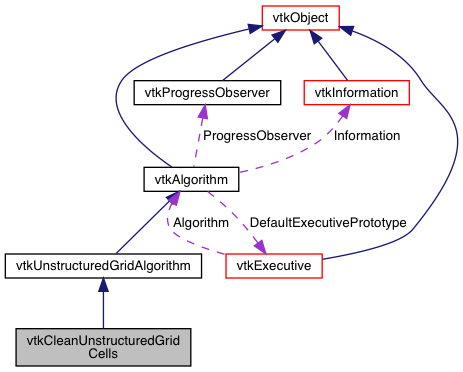 vtkObject
vtkProgressObserver
vtkInformation
ProgressObserver
Information
vtkAlgorithm
Algorithm
DefaultExecutivePrototype
vtkUnstructuredGridAlgorithm
vtkExecutive
vtkCleanUnstructuredGrid
Cells